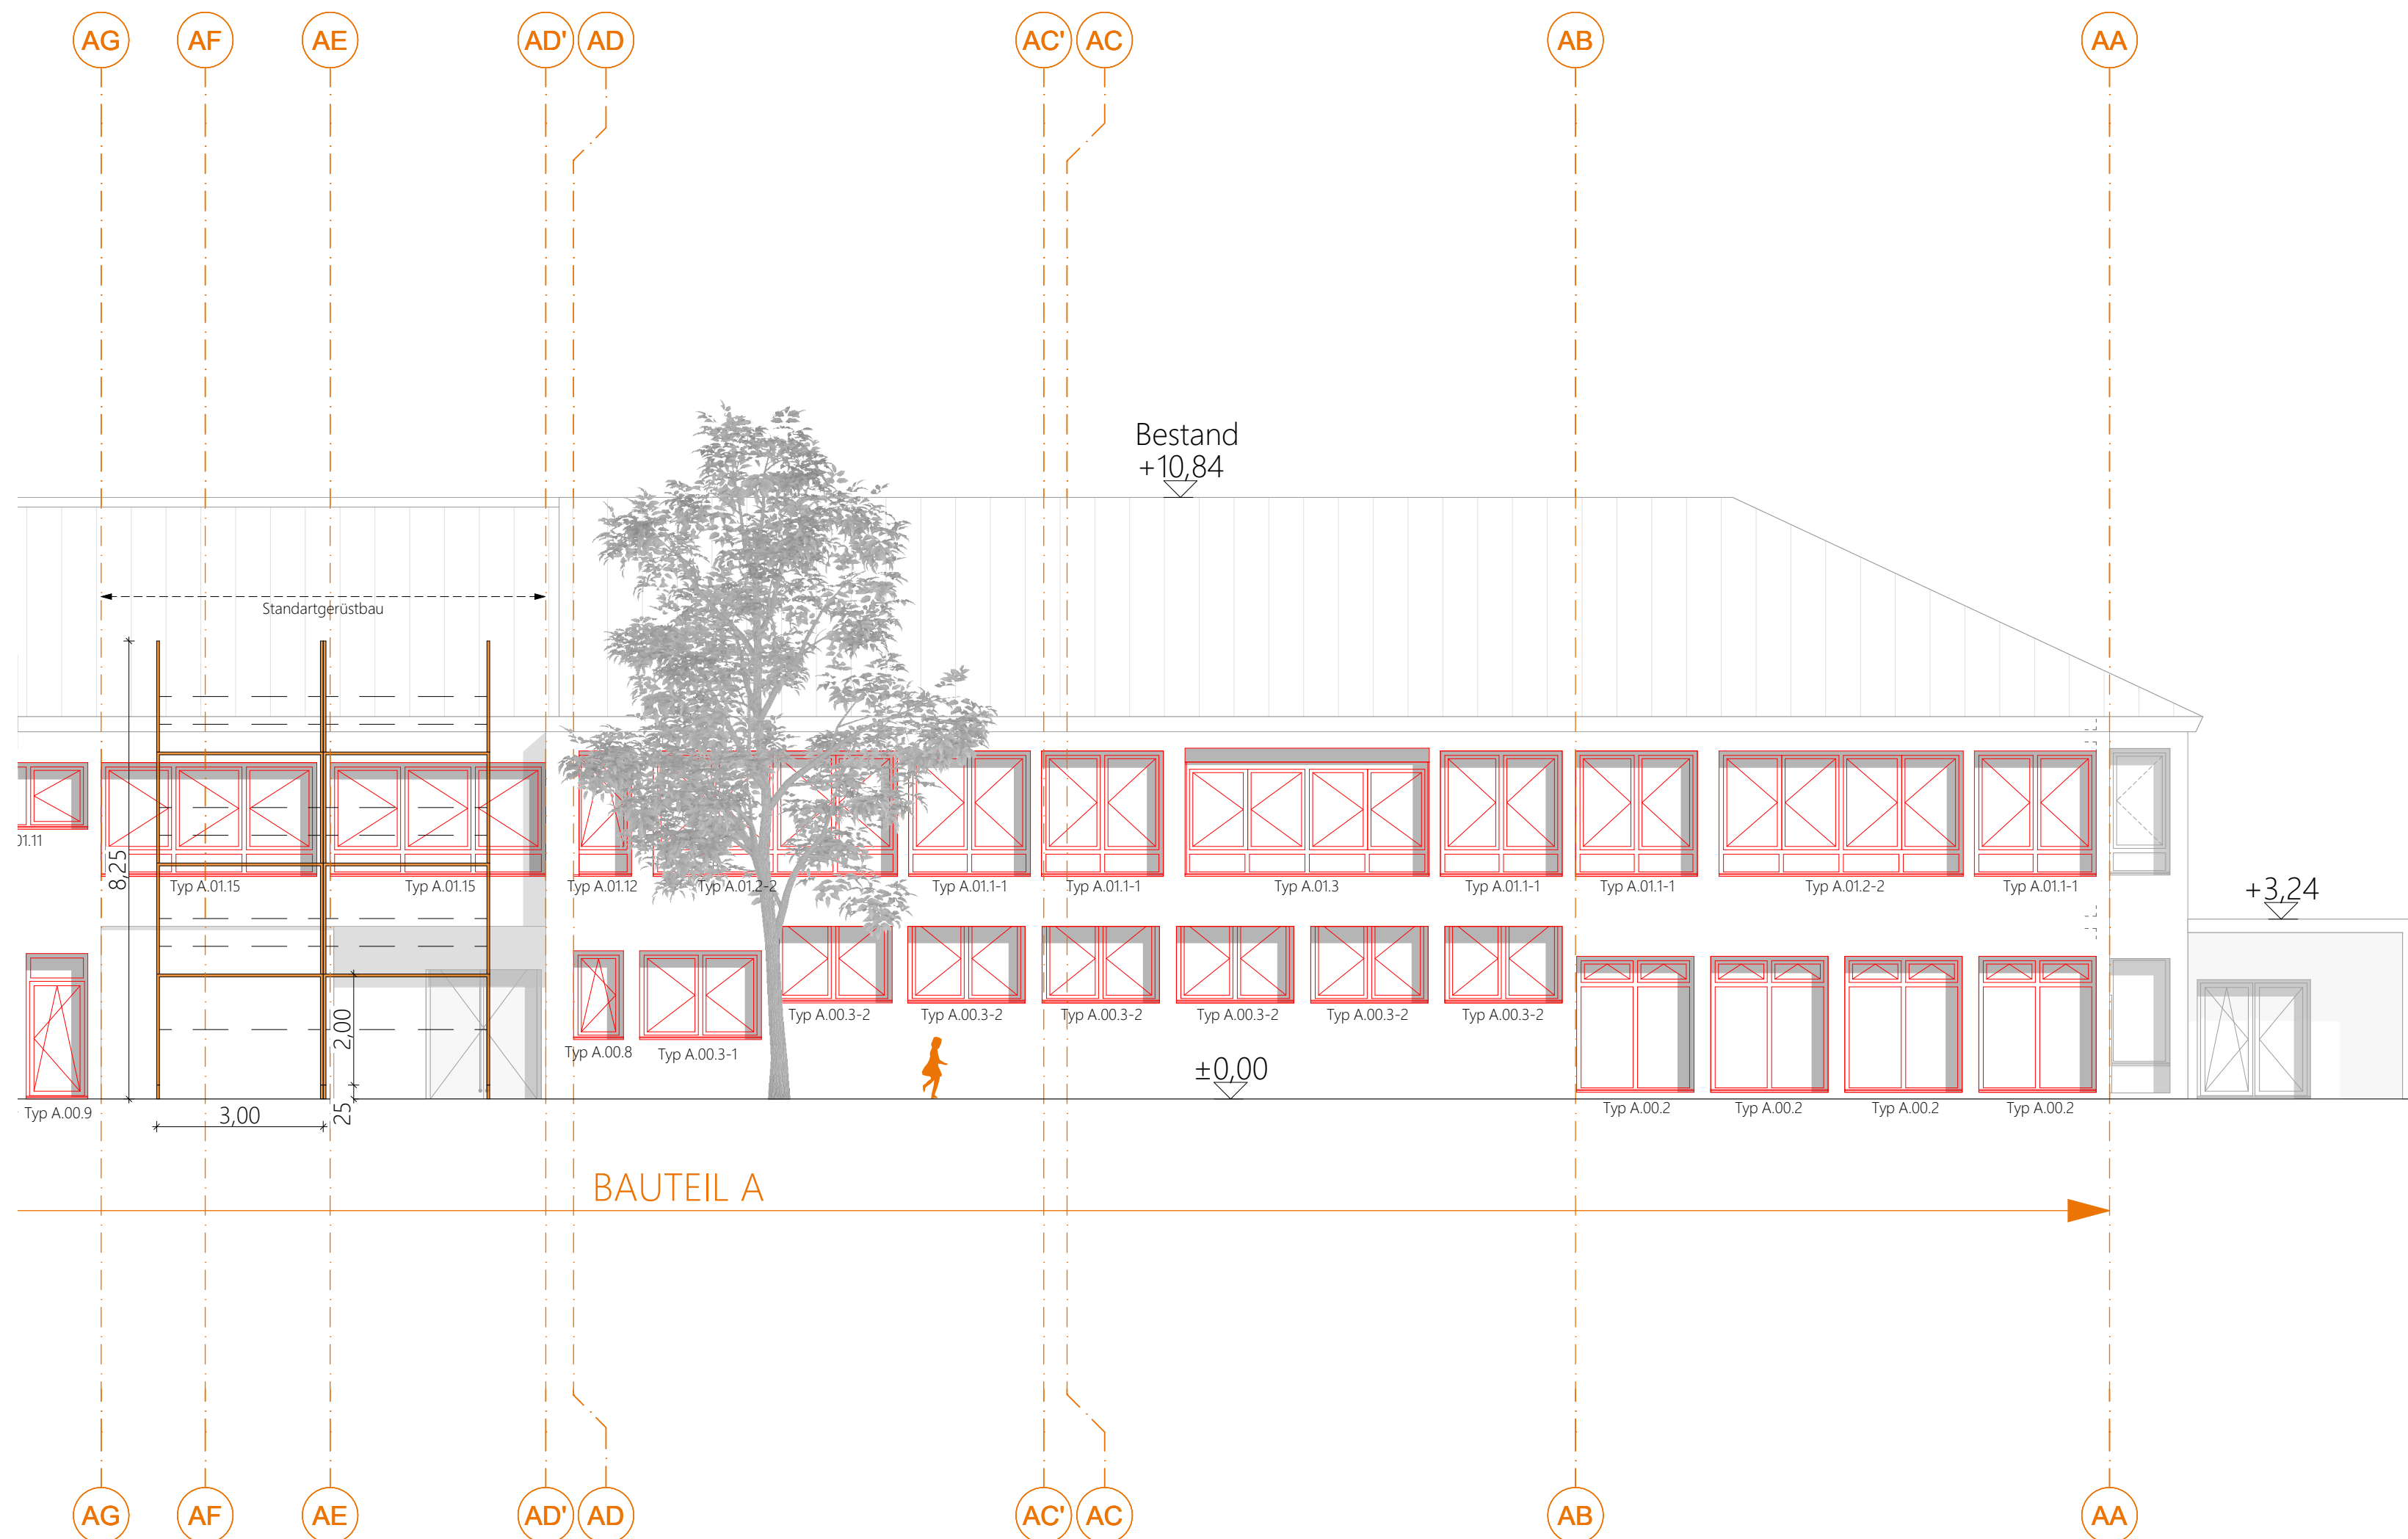 AG AF AE AD' AD AC' AC AB AA
Bestand
+10,84
Standartgerüstbau
8,25
01.11
Typ A.01.15
Typ A.01.15
Typ A.01.12
Typ A.01.2-2
Typ A.01.1-1
Typ A.01.1-1
Typ A.01.3
Typ A.01.1-1
Typ A.01.1-1
Typ A.01.2-2
Typ A.01.1-1
+3,24
Typ A.00.3-2
Typ A.00.3-2
Typ A.00.3-2
Typ A.00.3-2
Typ A.00.3-2
Typ A.00.3-2
2,00
Typ A.00.8
Typ A.00.3-1
±0,00
Typ A.00.9
3,00
25
Typ A.00.2
Typ A.00.2
Typ A.00.2
Typ A.00.2
BAUTEIL A
AG AF AE AD' AD AC' AC AB AA